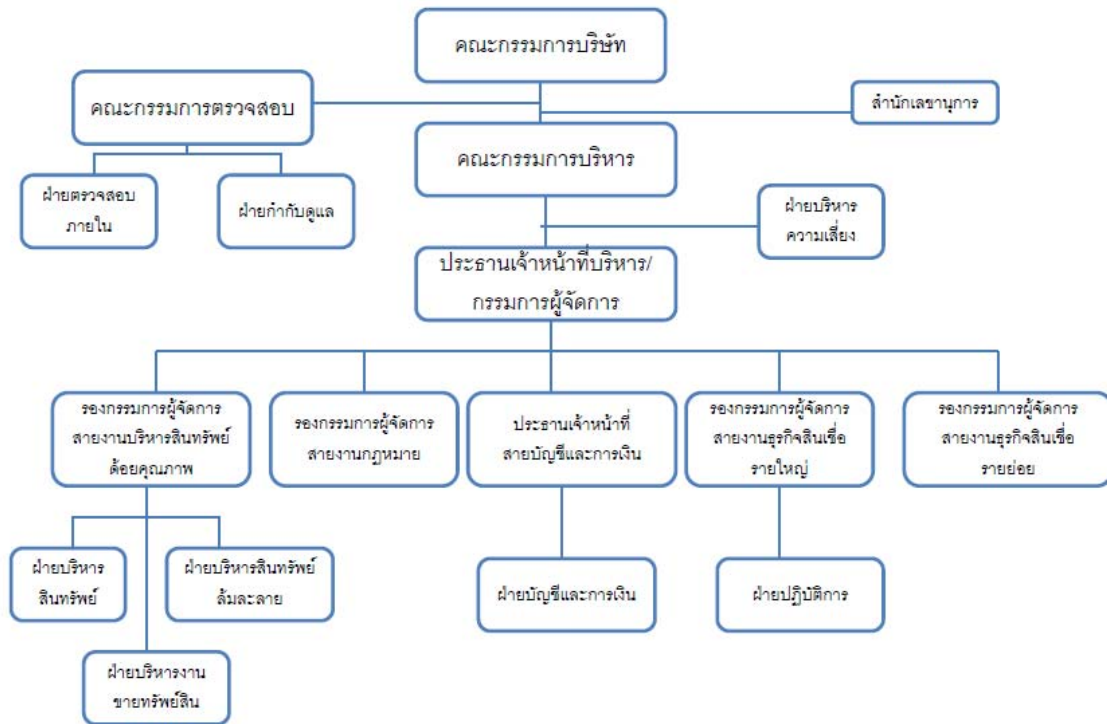 คณะกรรมการบริษัท
คณะกรรมการตรวจสอบ
สำนักเลขานุการ
คณะกรรมการบริหาร
ฝ่ายตรวจสอบ
ภายใน
ฝ่ายกำกับดูแล
ฝ่ายบริหาร
ความเสี่ยง
ประธานเจ้าหน้าที่บริหาร/
กรรมการผู้จัดการ
รองกรรมการผู้จัดการ
สายงานบริหารสินทรัพย์
ด้อยคุณภาพ
รองกรรมการผู้จัดการ
สายงานกฎหมาย
ประธานเจ้าหน้าที่
สายบัญชีและการเงิน
รองกรรมการผู้จัดการ
สายงานธุรกิจสินเชื่อ
รายใหญ่
รองกรรมการผู้จัดการ
สายงานธุรกิจสินเชื่อ
รายย่อย
ฝ่ายบริหาร
สินทรัพย์
ฝ่ายบริหารสินทรัพย์
ล้มละลาย
ฝ่ายบัญชีและการเงิน
ฝ่ายปฏิบัติการ
ฝ่ายบริหารงาน
ขายทรัพย์สิน